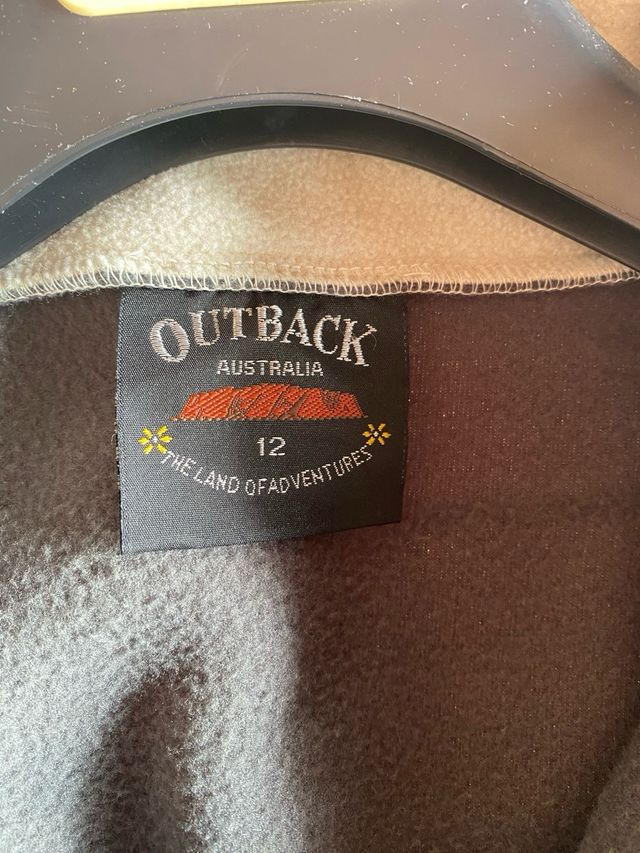 OUTBACK
AUSTRALIA
12
THE LAND OFADVENTURES